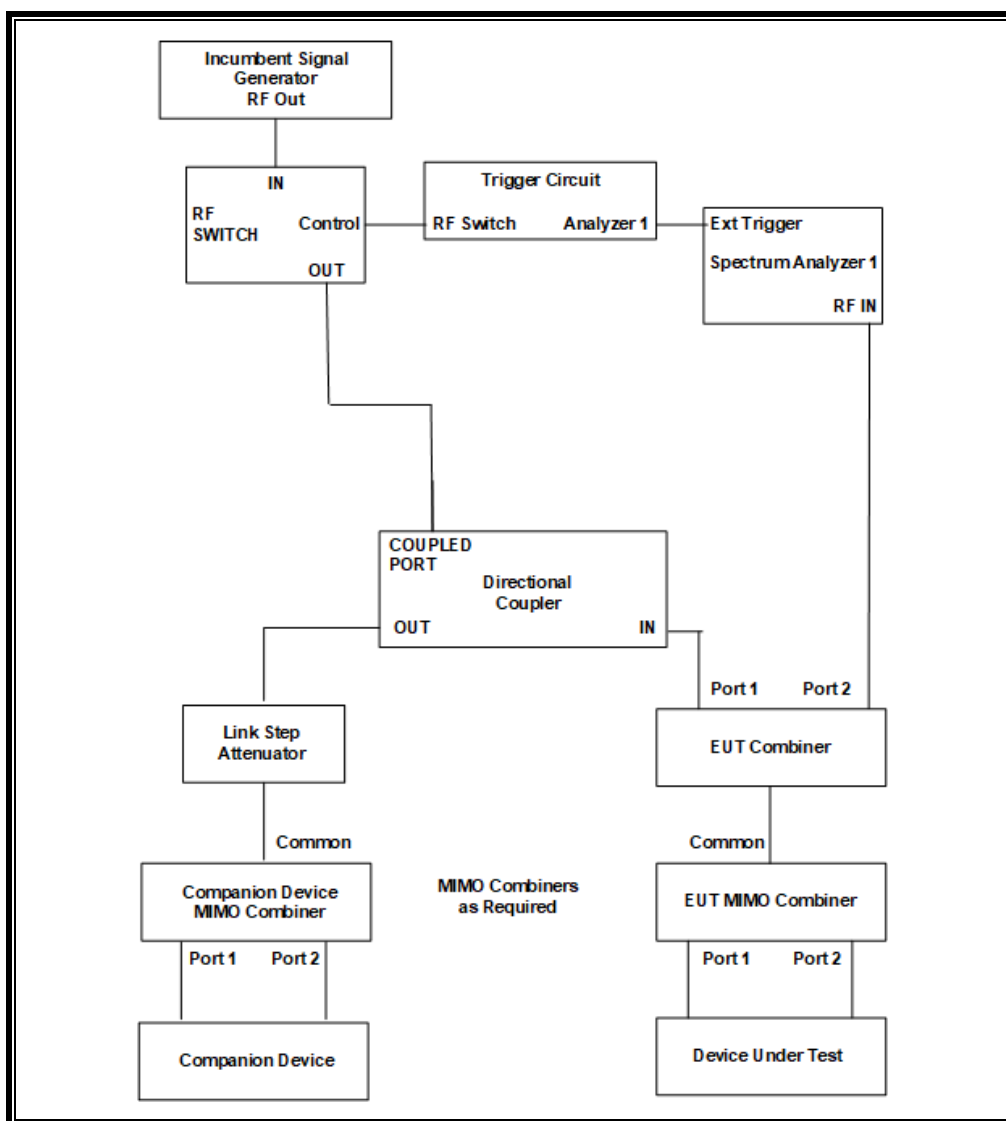 Incumbent Signal
Generator
RF Out
IN
RF
SWITCH
Control
OUT
Trigger Circuit
RF Switch
Analyzer 1
Ext Trigger
Spectrum Analyzer 1
RF IN
COUPLED
PORT
Directional
Coupler
OUT
IN
Port 1
Port 2
Link Step
Attenuator
EUT Combiner
Common
Common
Companion Device
MIMO Combiner
MIMO Combiners
as Required
EUT MIMO Combiner
Port 1
Port 2
Port 1
Port 2
Companion Device
Device Under Test